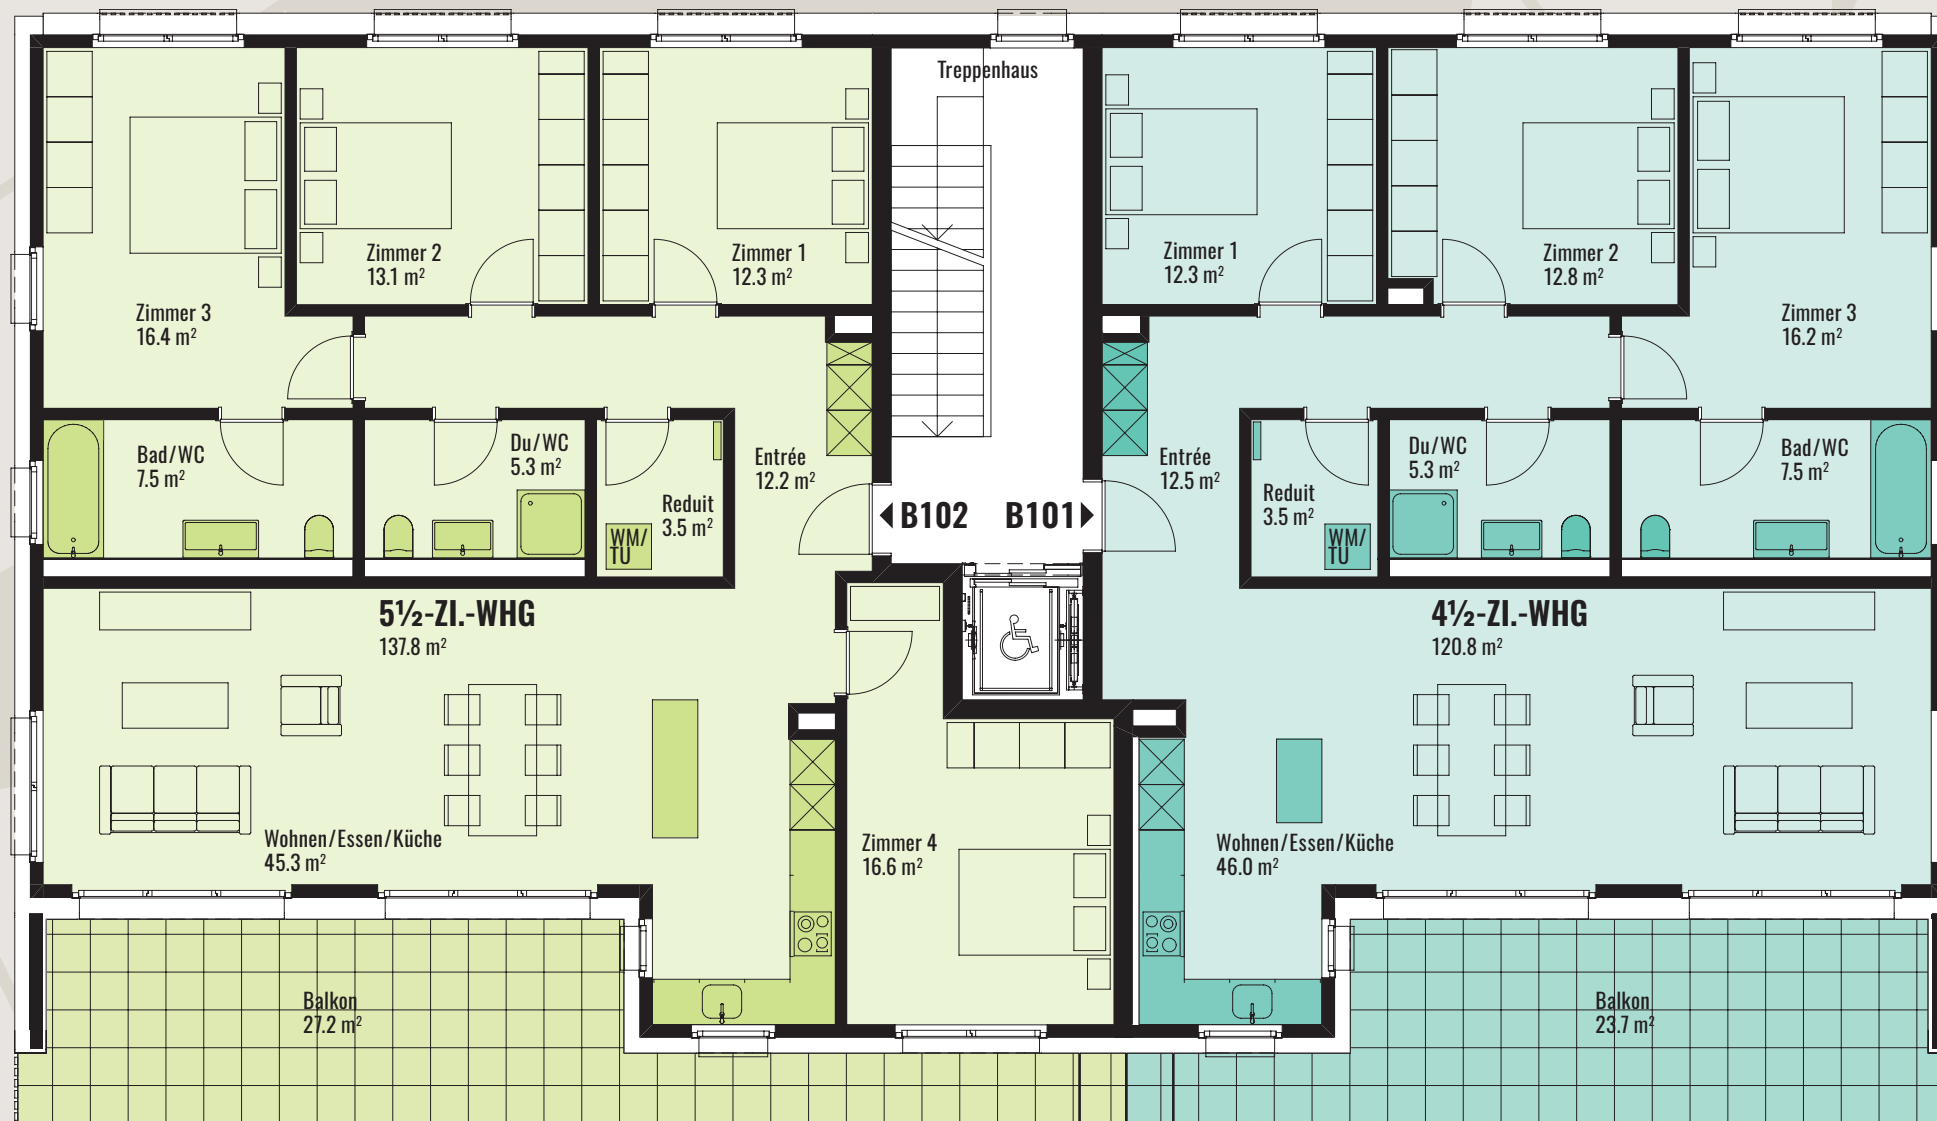 Treppenhaus
Zimmer 3
16.4 m²
Zimmer 2
13.1 m²
Zimmer 1
12.3 m²
Zimmer 1
12.3 m²
Zimmer 2
12.8 m²
Zimmer 3
16.2 m²
Bad/WC
7.5 m²
Du/WC
5.3 m²
Reduit
3.5 m²
WM/
TU
Entrée
12.2 m²
B102
B101
Entrée
12.5 m²
Reduit
3.5 m²
WM/
TU
Du/WC
5.3 m²
Bad/WC
7.5 m²
5½-ZI.-WHG
137.8 m²
4½-ZI.-WHG
120.8 m²
Wohnen/Essen/Küche
45.3 m²
Zimmer 4
16.6 m²
Wohnen/Essen/Küche
46.0 m²
Balkon
27.2 m²
Balkon
23.7 m²